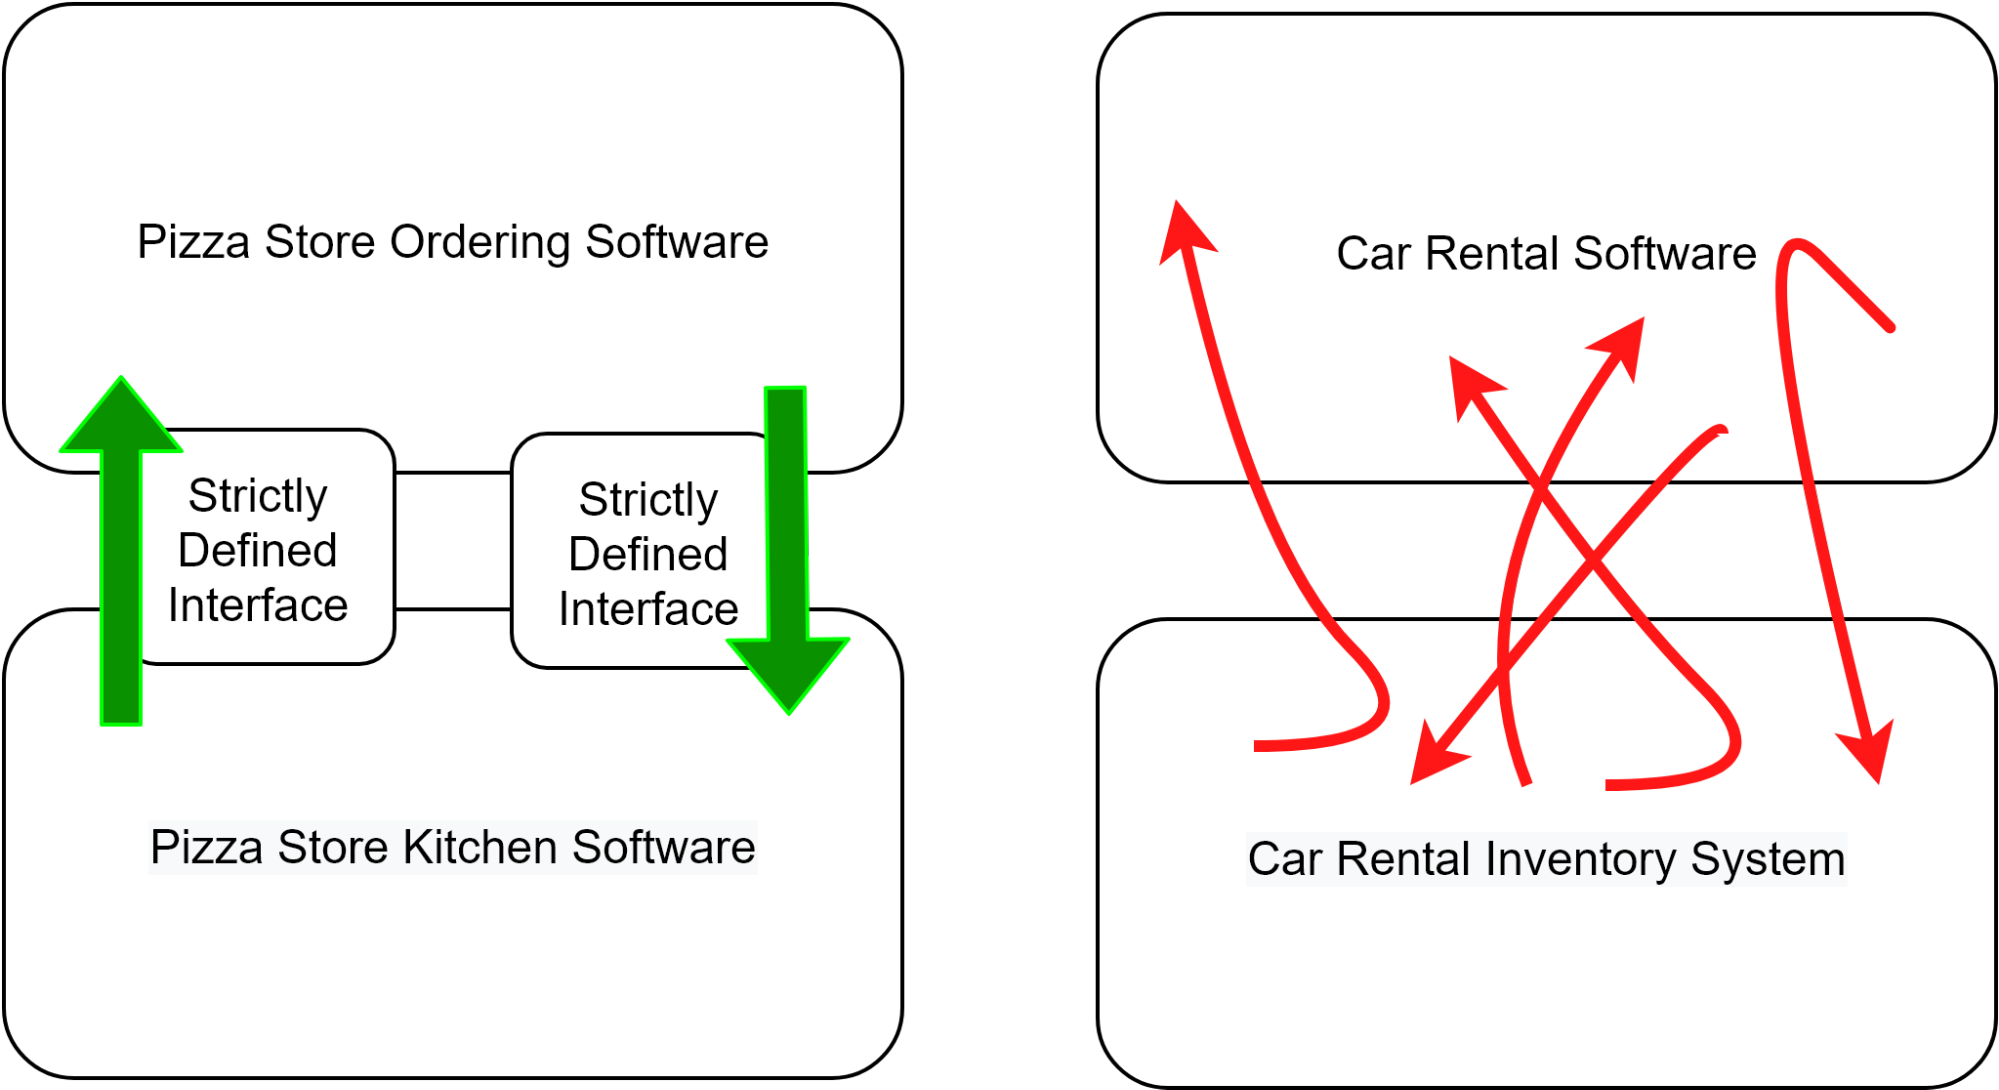 Pizza Store Ordering Software
Strictly
Defined
Interface
Strictly
Defined
Interface
Pizza Store Kitchen Software
Car Rental Software
Car Rental Inventory System